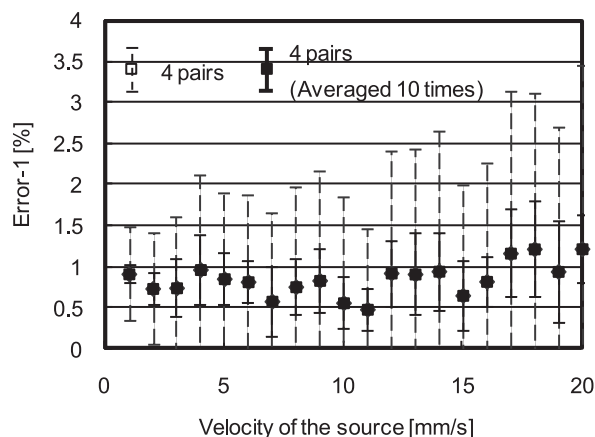 4
3.5
3
2.5
2
1.5
1
0.5
0
Error-1 [%]
4 pairs
4 pairs
(Averaged 10 times)
0 5 10 15 20
Velocity of the source [mm/s]